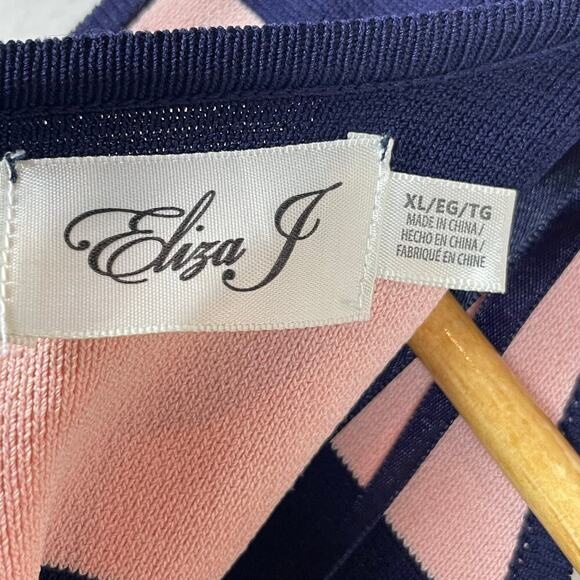 Eliza J
XL/EG/TG
MADE IN CHINA/
HECHO EN CHINA/
FABRIQUÉ EN CHINE